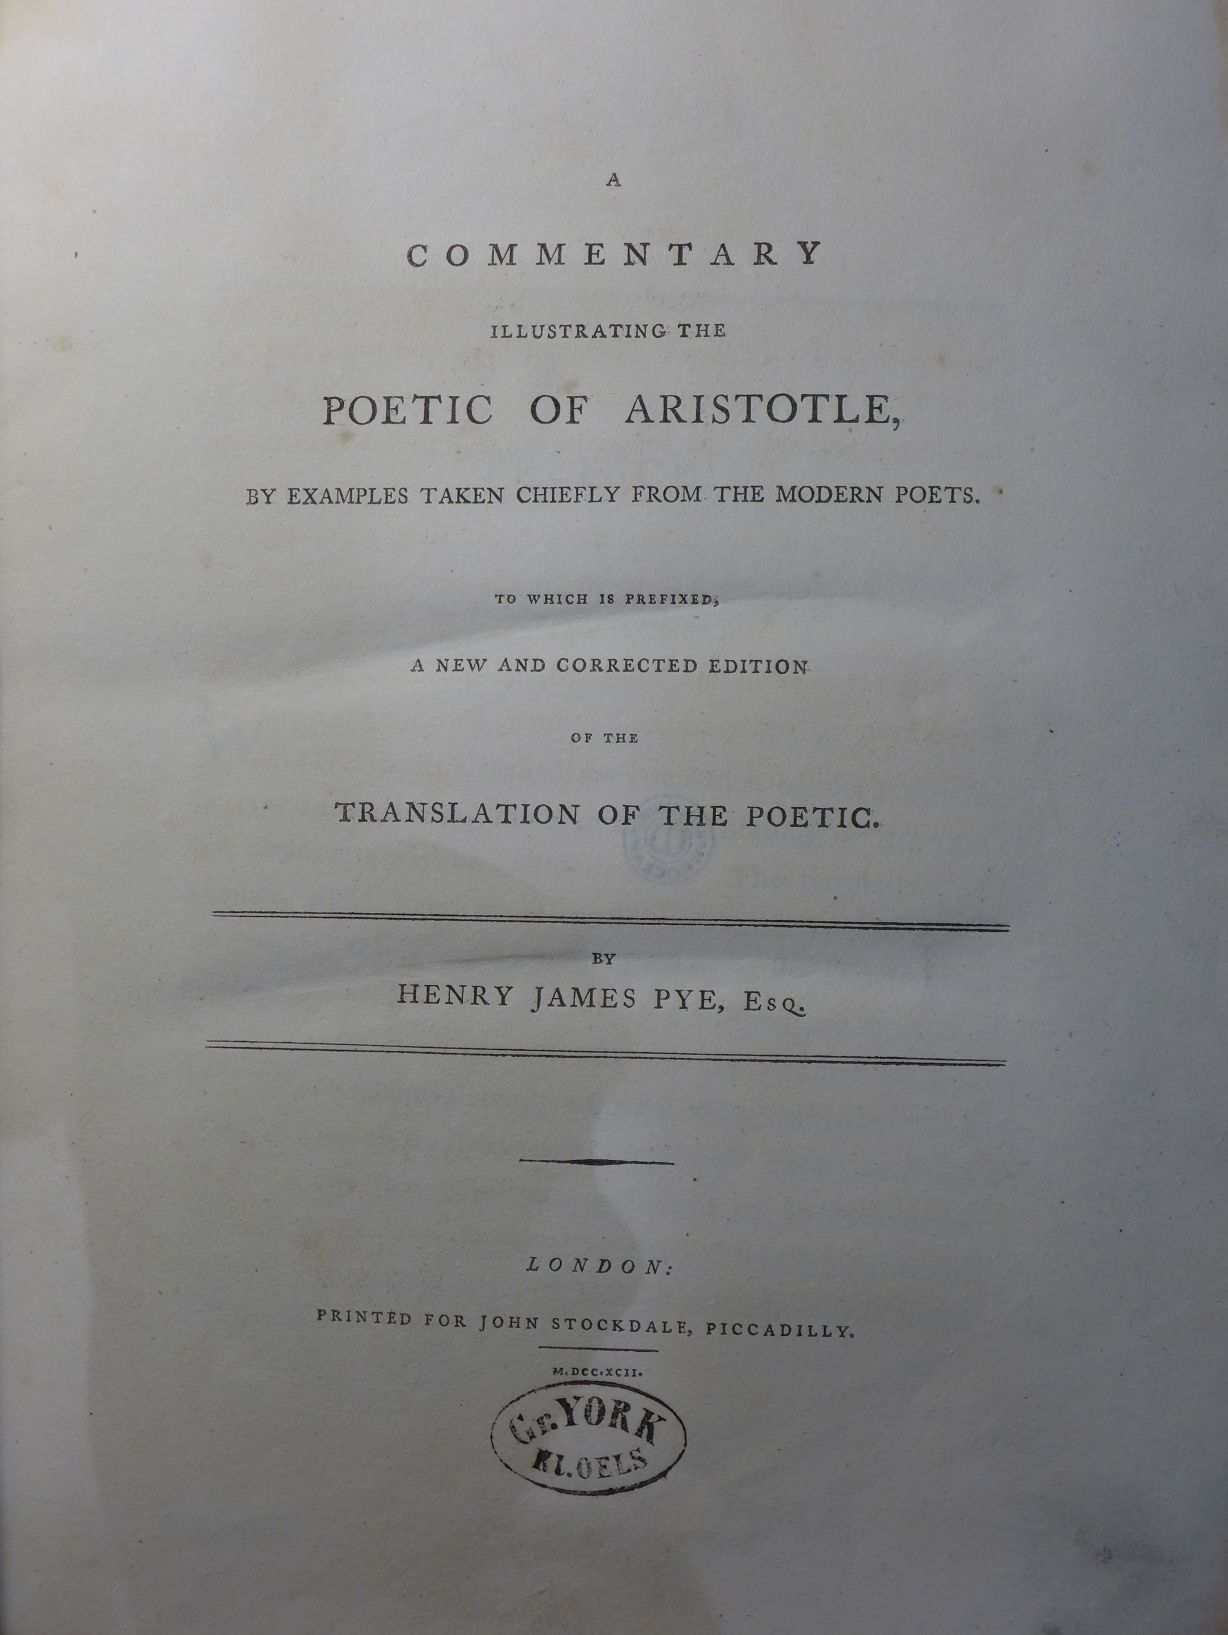 A
COMMENTARY
ILLUSTRATING THE
POETIC OF ARISTOTLE,
BY EXAMPLES TAKEN CHIEFLY FROM THE MODERN POETS.
TO WHICH IS PREFIXED,
A NEW AND CORRECTED EDITION
OF THE
TRANSLATION OF THE POETIC.
BY
HENRY JAMES PYE, Esq.
LONDON:
PRINTED FOR JOHN STOCKDALE, PICCADILLY.
M.DCC.XCII.
Gr. YORK
Kl. OELS